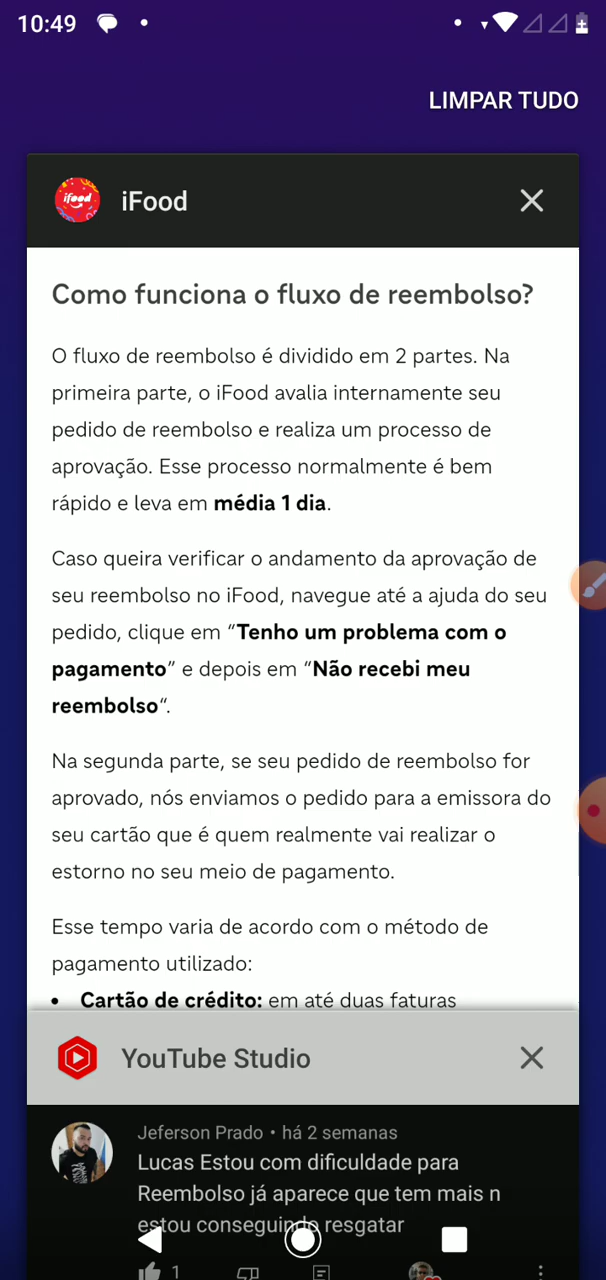 10:49
LIMPAR TUDO
ifood
iFood
Como funciona o fluxo de reembolso?
O fluxo de reembolso é dividido em 2 partes. Na
primeira parte, o iFood avalia internamente seu
pedido de reembolso e realiza um processo de
aprovação. Esse processo normalmente é bem
rápido e leva em média 1 dia.
Caso queira verificar o andamento da aprovação de
seu reembolso no iFood, navegue até a ajuda do seu
pedido, clique em “Tenho um problema com o
pagamento” e depois em “Não recebi meu
reembolso“.
Na segunda parte, se seu pedido de reembolso for
aprovado, nós enviamos o pedido para a emissora do
seu cartão que é quem realmente vai realizar o
estorno no seu meio de pagamento.
Esse tempo varia de acordo com o método de
pagamento utilizado:
• Cartão de crédito: em até duas faturas
YouTube Studio
Jeferson Prado • há 2 semanas
Lucas Estou com dificuldade para
Reembolso já aparece que tem mais n
estou conseguindo resgatar
1